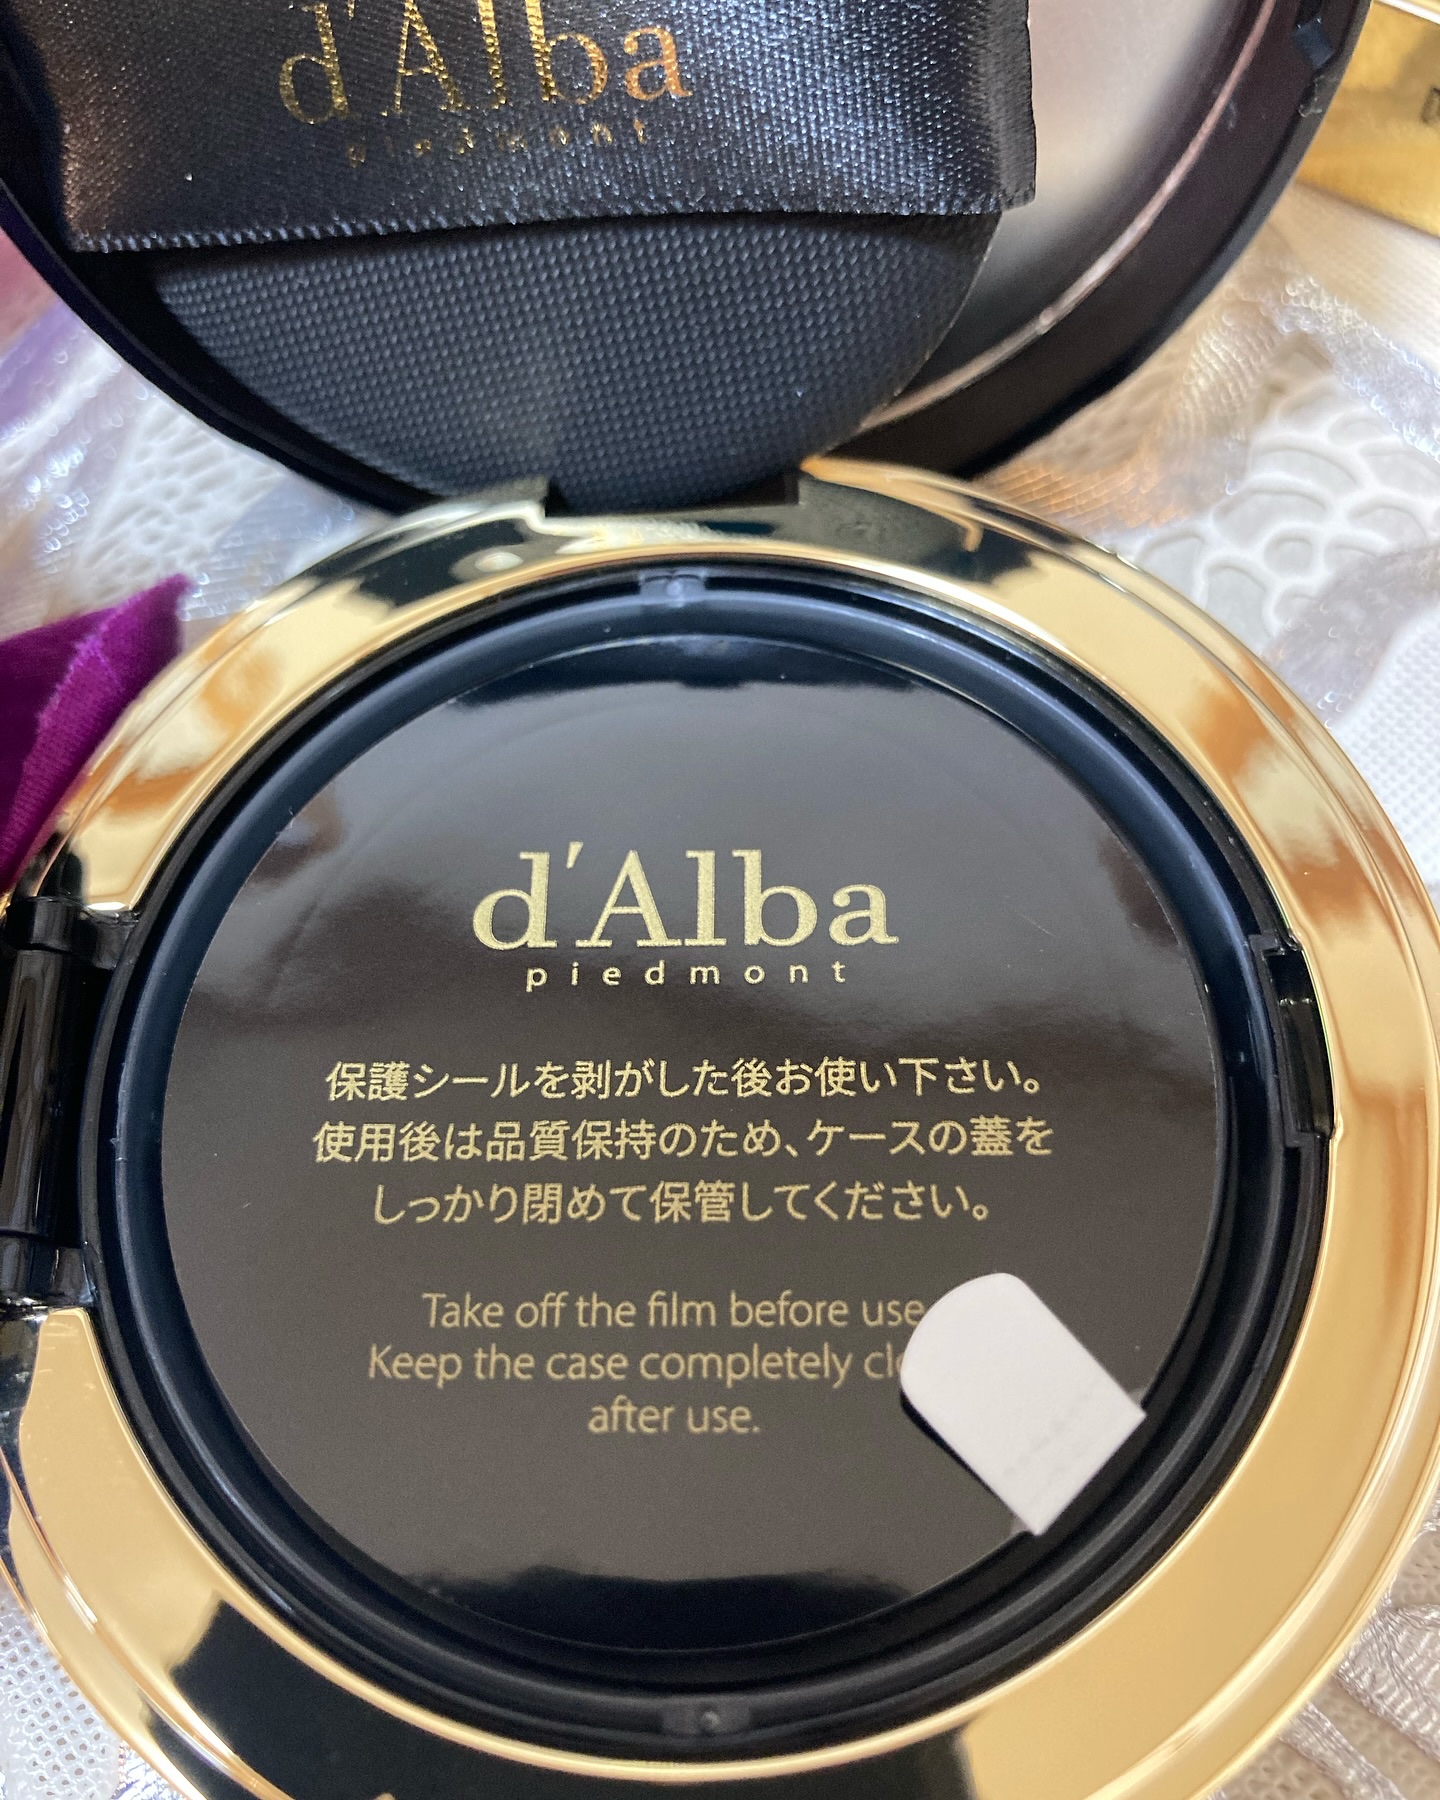 d'Alba
piedmont
d'Alba
piedmont
保護シールを剥がした後お使い下さい。
使用後は品質保持のため、ケースの蓋を
しっかり閉めて保管してください。
Take off the film before use
Keep the case completely
after use.